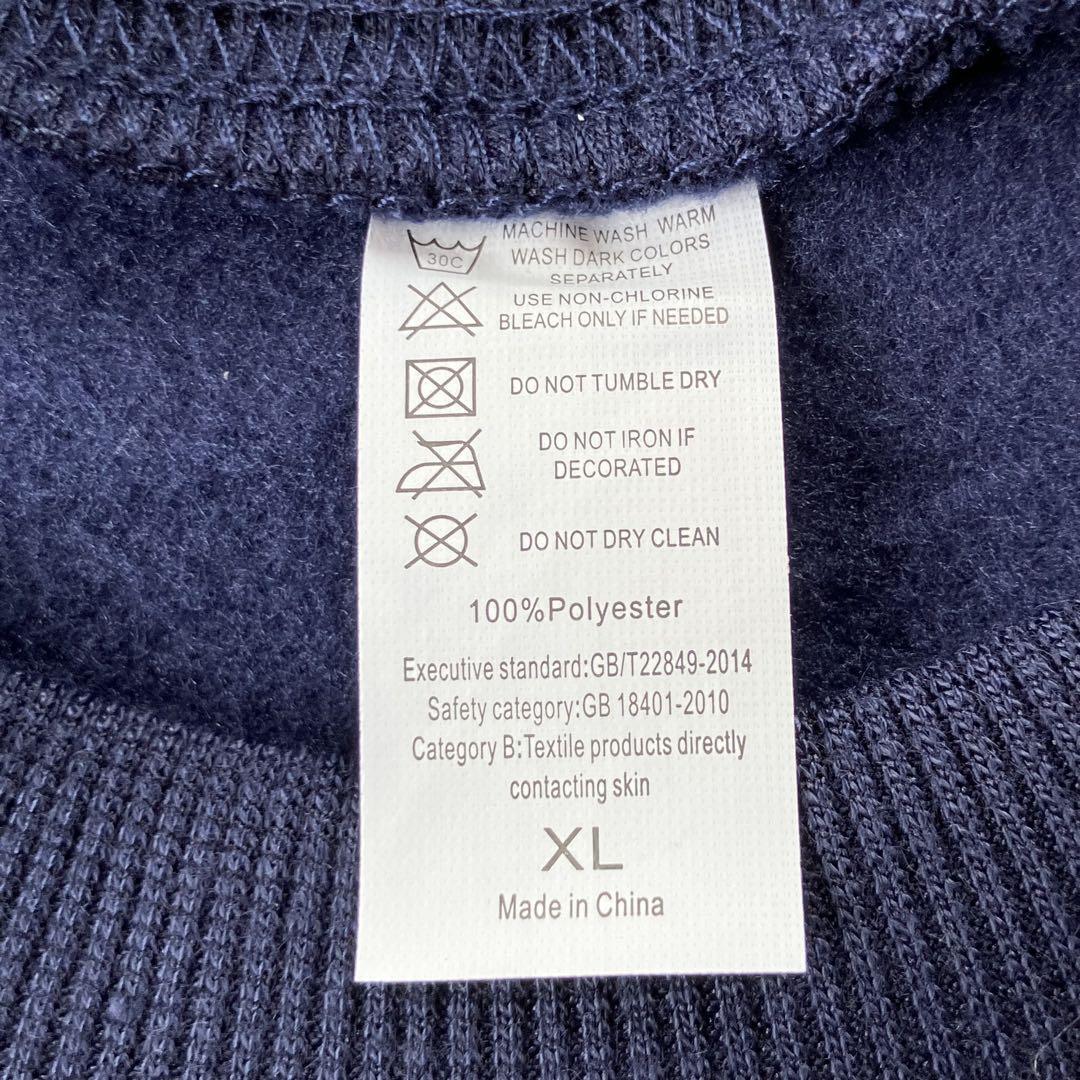 30C
MACHINE WASH WARM
WASH DARK COLORS
SEPARATELY
USE NON-CHLORINE
BLEACH ONLY IF NEEDED
DO NOT TUMBLE DRY
DO NOT IRON IF
DECORATED
DO NOT DRY CLEAN
100%Polyester
Executive standard:GB/T22849-2014
Safety category:GB 18401-2010
Category B:Textile products directly
contacting skin
XL
Made in China